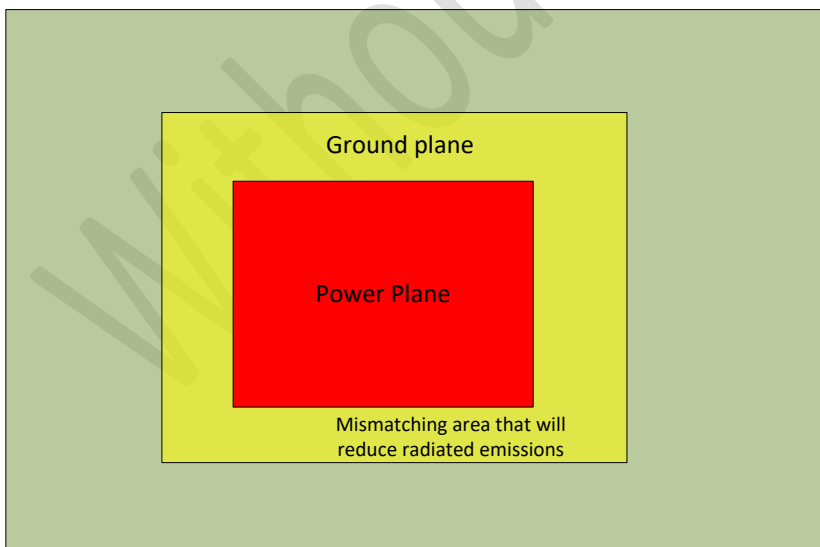 Ground plane
Power Plane
Mismatching area that will
reduce radiated emissions